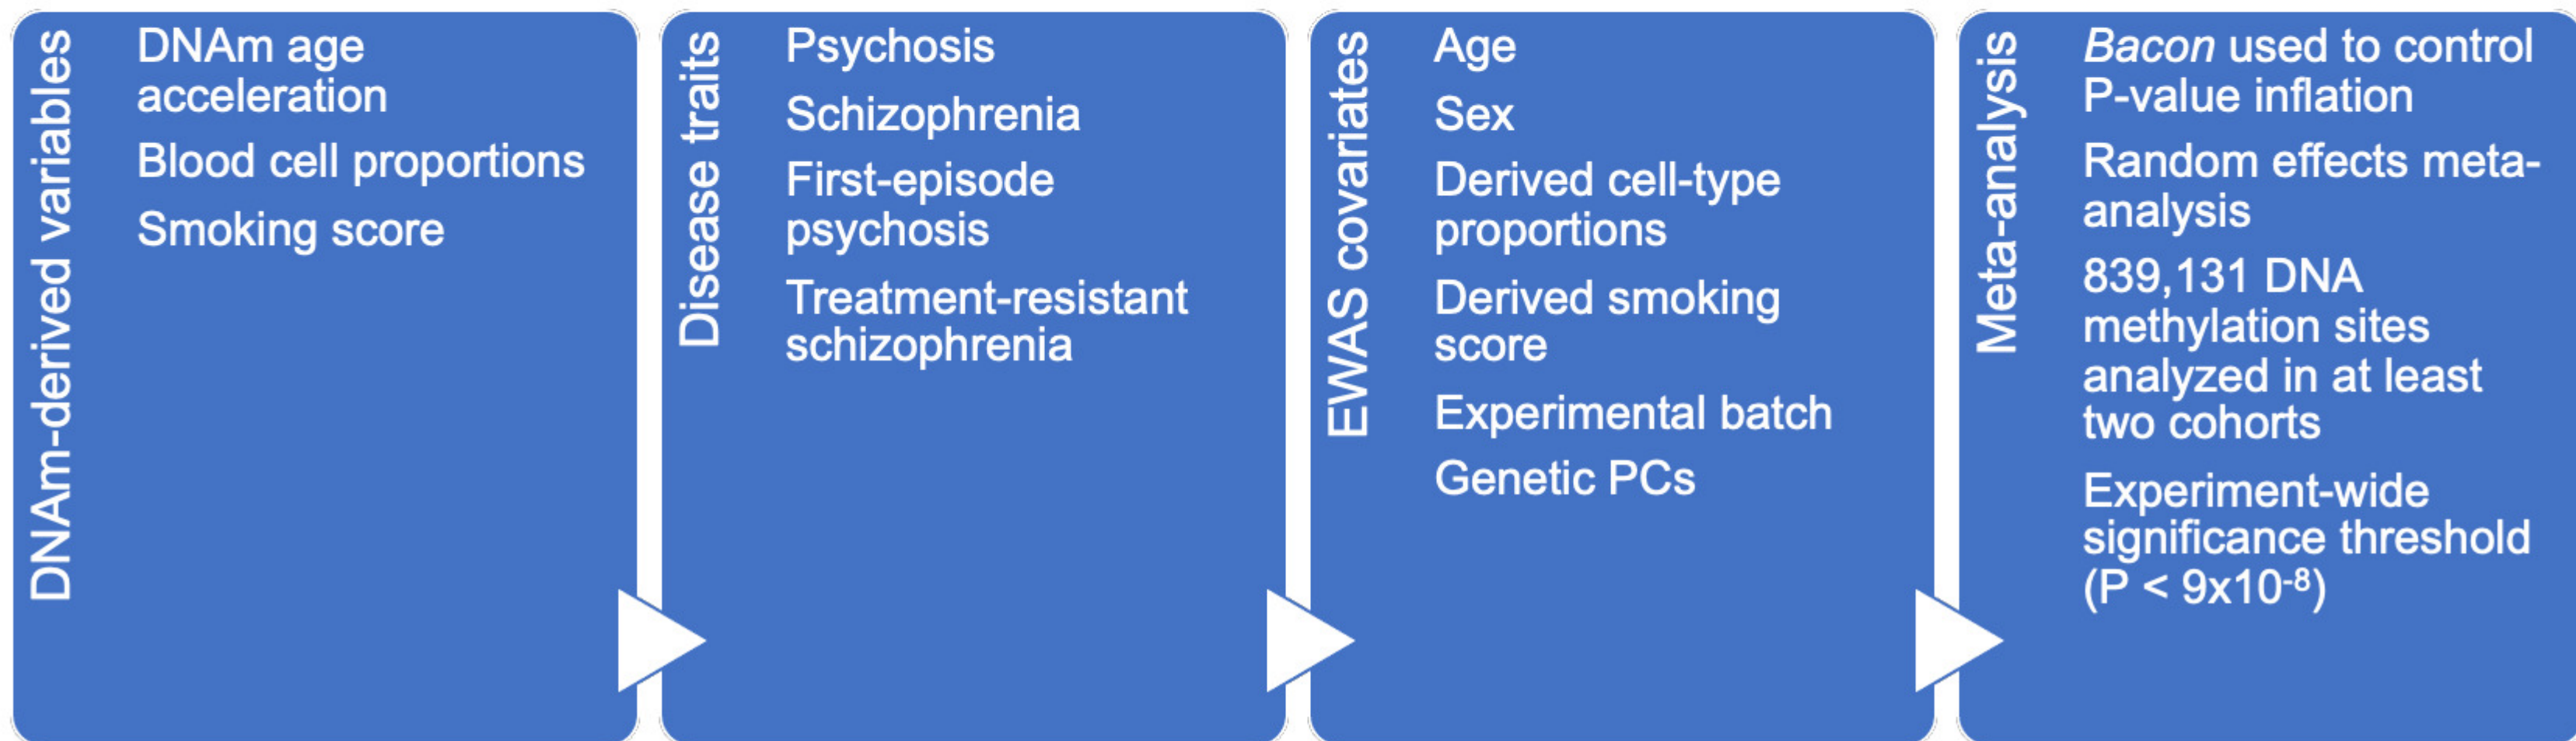 DNAm-derived variables
DNAm age
acceleration
Blood cell proportions
Smoking score
Disease traits
Psychosis
Schizophrenia
First-episode
psychosis
Treatment-resistant
schizophrenia
EWAS covariates
Age
Sex
Derived cell-type
proportions
Derived smoking
score
Experimental batch
Genetic PCs
Meta-analysis
Bacon used to control
P-value inflation
Random effects meta-
analysis
839,131 DNA
methylation sites
analyzed in at least
two cohorts
Experiment-wide
significance threshold
(P < 9x10⁻⁸)